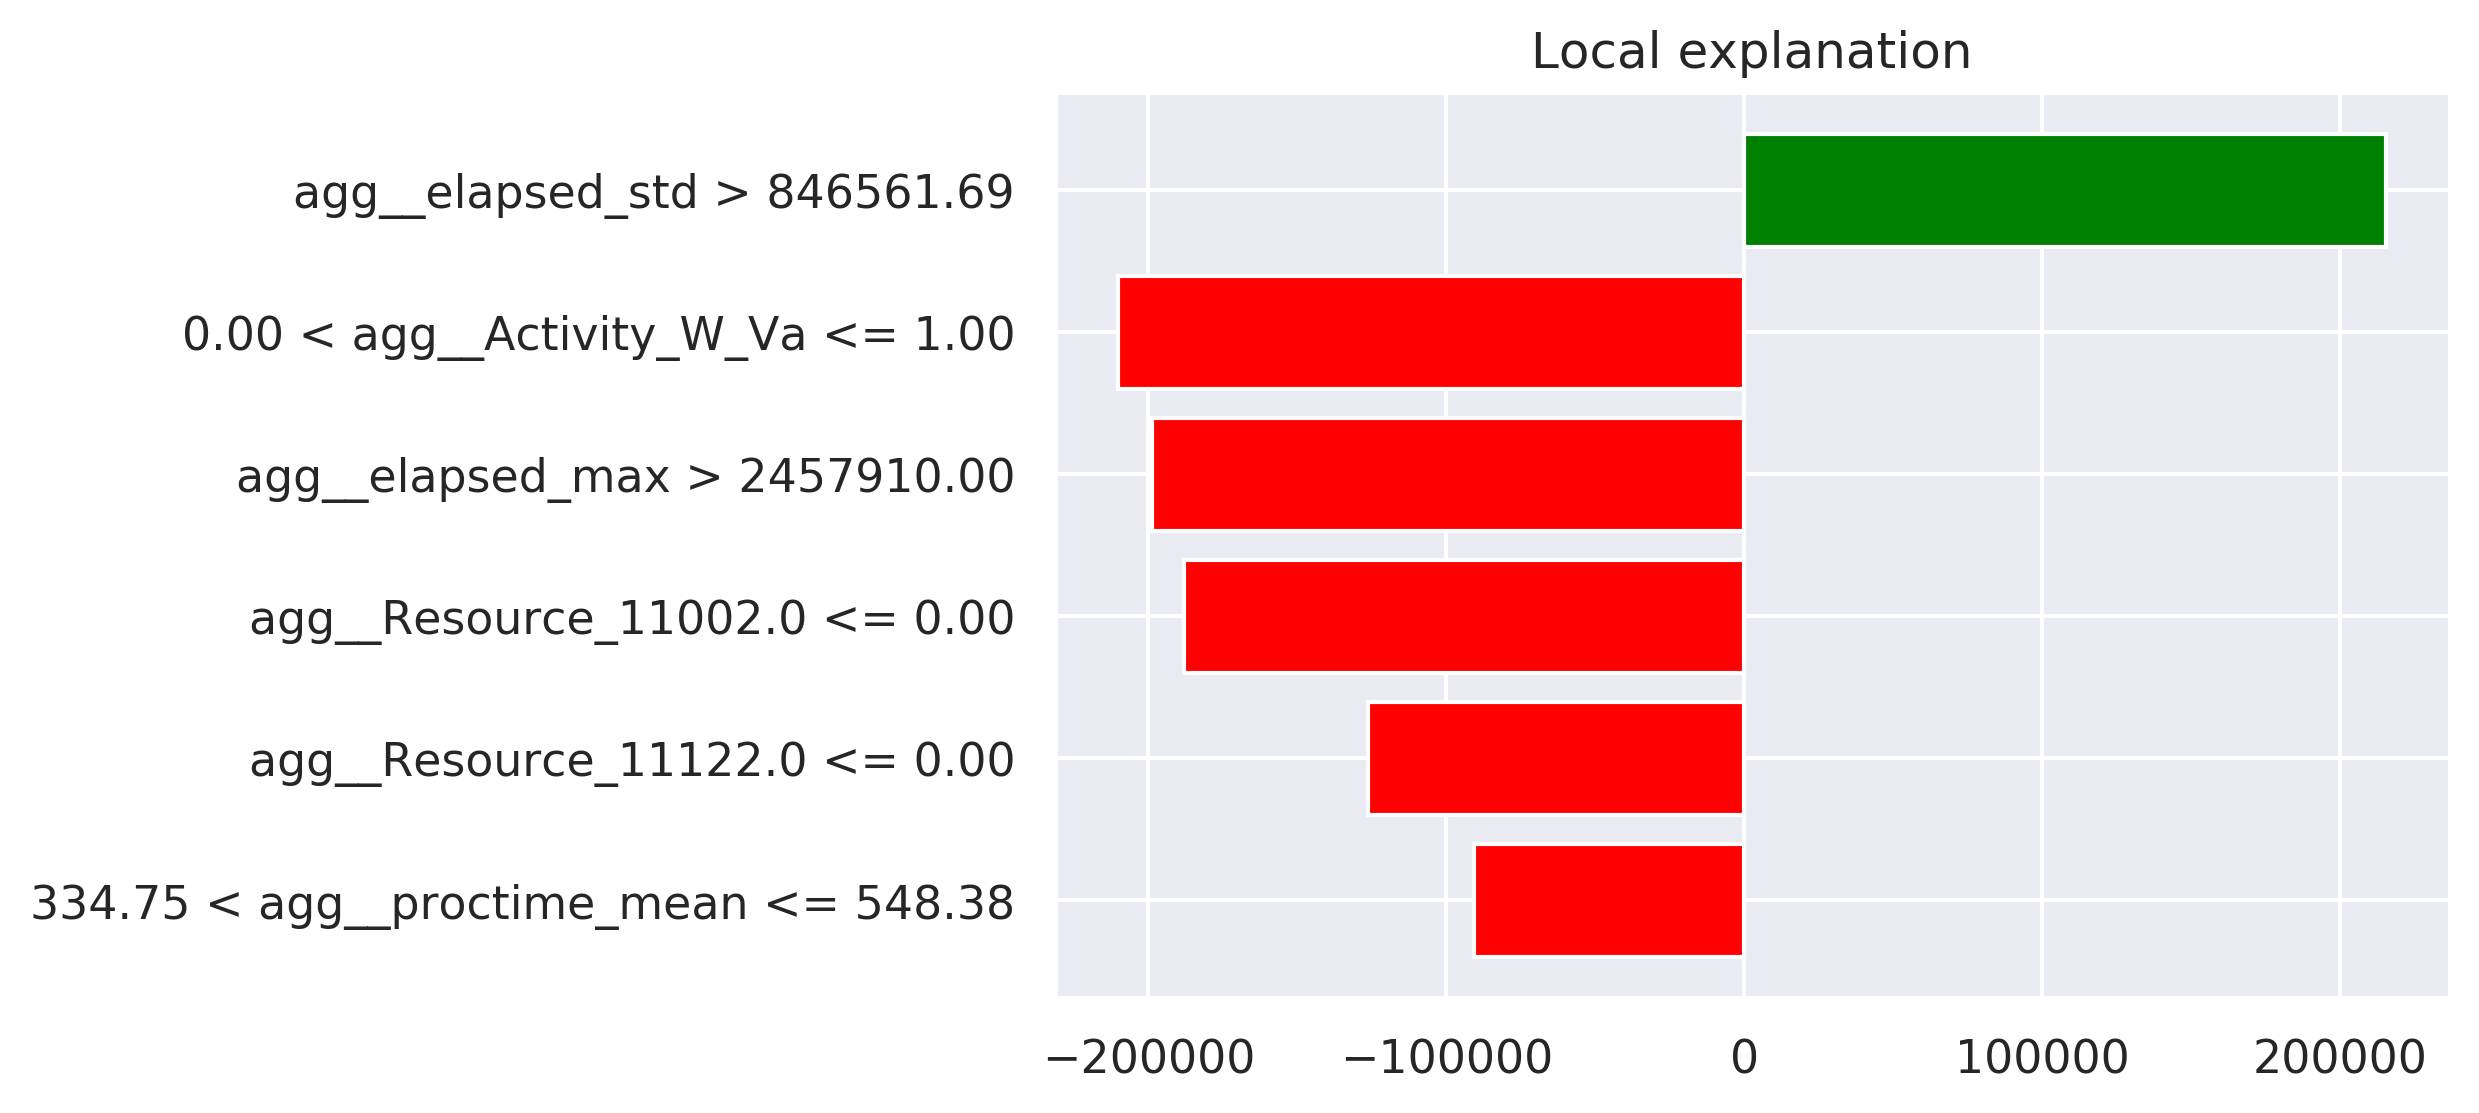 Local explanation
agg__elapsed_std > 846561.69
0.00 < agg__Activity_W_Va <= 1.00
agg__elapsed_max > 2457910.00
agg__Resource_11002.0 <= 0.00
agg__Resource_11122.0 <= 0.00
334.75 < agg__proctime_mean <= 548.38
−200000 −100000 0 100000 200000